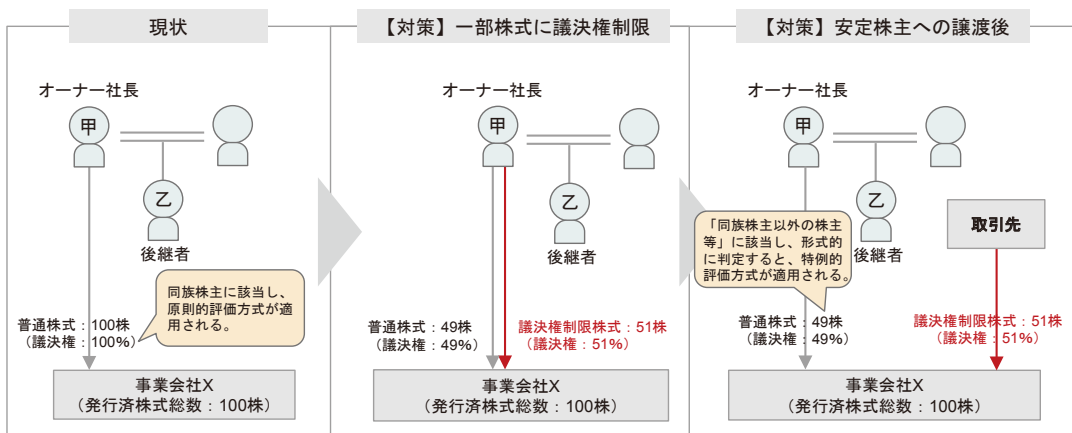 現状
オーナー社長
甲
乙
後継者
同族株主に該当し、
原則的評価方式が適
用される。
普通株式：100株
（議決権：100%）
事業会社X
（発行済株式総数：100株）
【対策】一部株式に議決権制限
オーナー社長
甲
乙
後継者
普通株式：49株
（議決権：49%）
議決権制限株式：51株
（議決権：51%）
事業会社X
（発行済株式総数：100株）
【対策】安定株主への譲渡後
オーナー社長
甲
乙
後継者
「同族株主以外の株主
等」に該当し、形式的
に判定すると、特例的
評価方式が適用される。
取引先
普通株式：49株
（議決権：49%）
議決権制限株式：51株
（議決権：51%）
事業会社X
（発行済株式総数：100株）